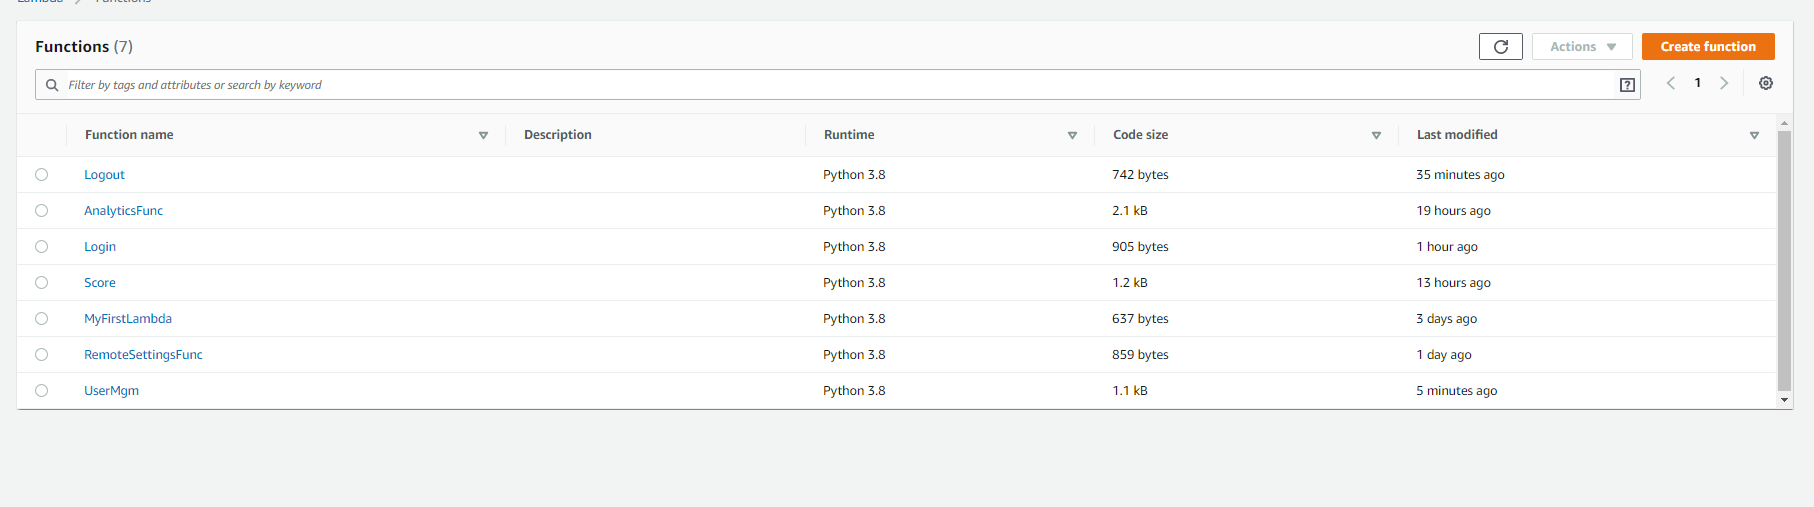 Lambda > Functions
Functions (7)
Actions
Create function
Filter by tags and attributes or search by keyword
?
1
Function name Description Runtime Code size Last modified
Logout Python 3.8 742 bytes 35 minutes ago
AnalyticsFunc Python 3.8 2.1 kB 19 hours ago
Login Python 3.8 905 bytes 1 hour ago
Score Python 3.8 1.2 kB 13 hours ago
MyFirstLambda Python 3.8 637 bytes 3 days ago
RemoteSettingsFunc Python 3.8 859 bytes 1 day ago
UserMgm Python 3.8 1.1 kB 5 minutes ago